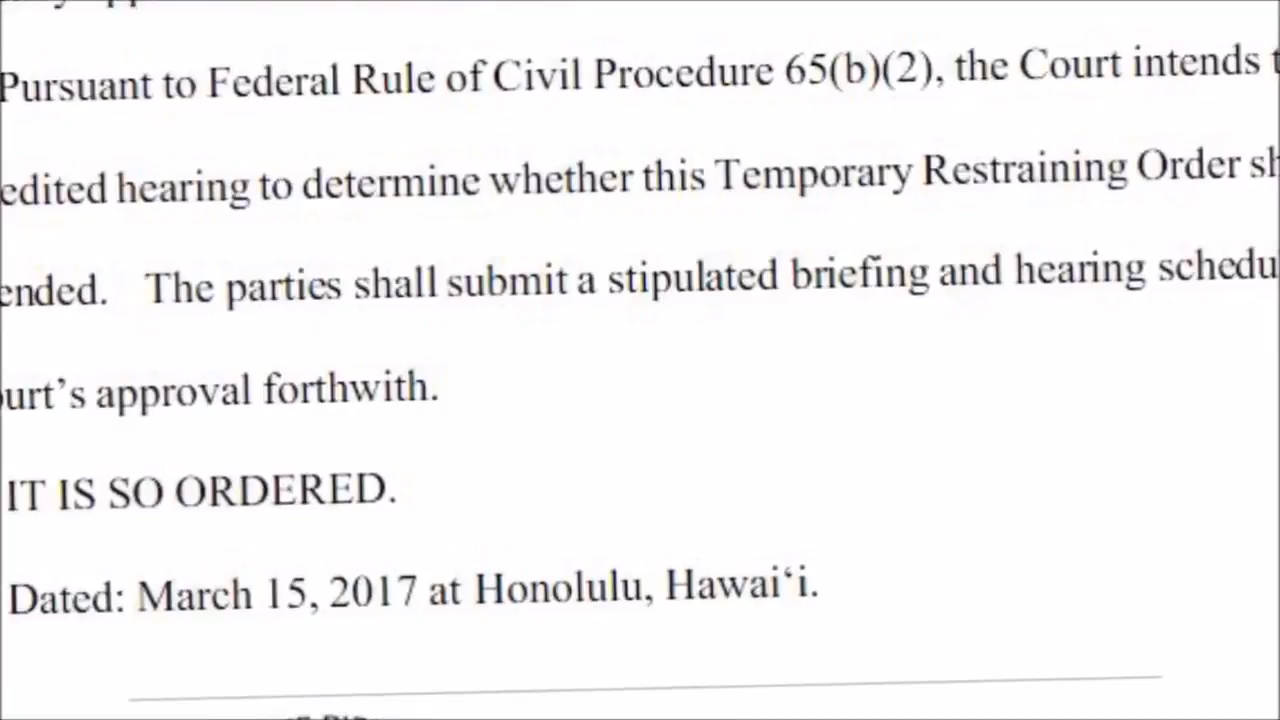 Pursuant to Federal Rule of Civil Procedure 65(b)(2), the Court intends t
edited hearing to determine whether this Temporary Restraining Order sh
ended. The parties shall submit a stipulated briefing and hearing schedu
ourt’s approval forthwith.
IT IS SO ORDERED.
Dated: March 15, 2017 at Honolulu, Hawai‘i.